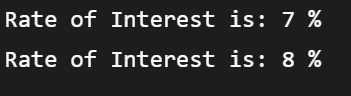 Rate of Interest is: 7 %
Rate of Interest is: 8 %